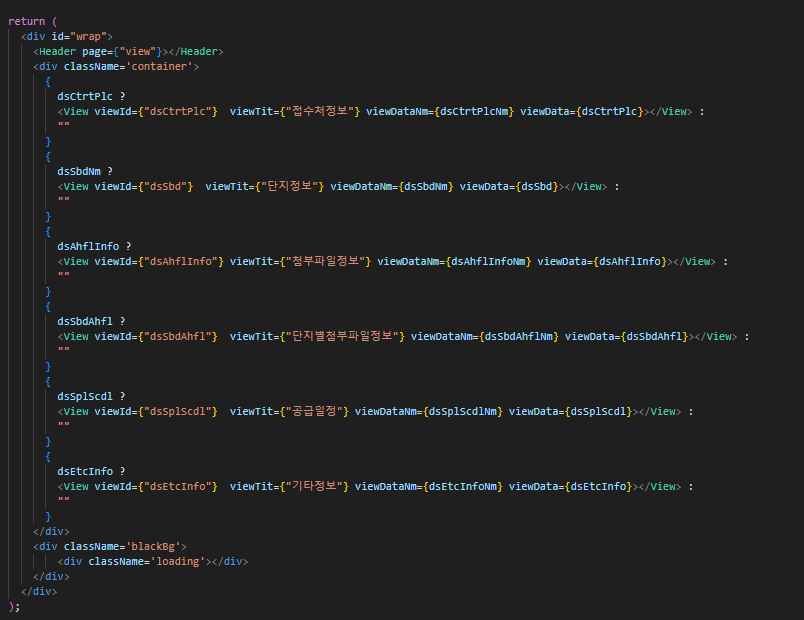 return (
<div id="wrap">
<Header page={"view"}></Header>
<div className='container'>
{
dsCtrtPlc ?
<View viewId={"dsCtrtPlc"}  viewTit={"접수처정보"} viewDataNm={dsCtrtPlcNm} viewData={dsCtrtPlc}></View> :
""
}
{
dsSbdNm ?
<View viewId={"dsSbd"}  viewTit={"단지정보"} viewDataNm={dsSbdNm} viewData={dsSbd}></View> :
""
}
{
dsAhflInfo ?
<View viewId={"dsAhflInfo"} viewTit={"첨부파일정보"} viewDataNm={dsAhflInfoNm} viewData={dsAhflInfo}></View> :
""
}
{
dsSbdAhfl ?
<View viewId={"dsSbdAhfl"}  viewTit={"단지별첨부파일정보"} viewDataNm={dsSbdAhflNm} viewData={dsSbdAhfl}></View> :
""
}
{
dsSplScdl ?
<View viewId={"dsSplScdl"}  viewTit={"공급일정"} viewDataNm={dsSplScdlNm} viewData={dsSplScdl}></View> :
""
}
{
dsEtcInfo ?
<View viewId={"dsEtcInfo"}  viewTit={"기타정보"} viewDataNm={dsEtcInfoNm} viewData={dsEtcInfo}></View> :
""
}
</div>
<div className='blackBg'>
<div className='loading'></div>
</div>
</div>
);